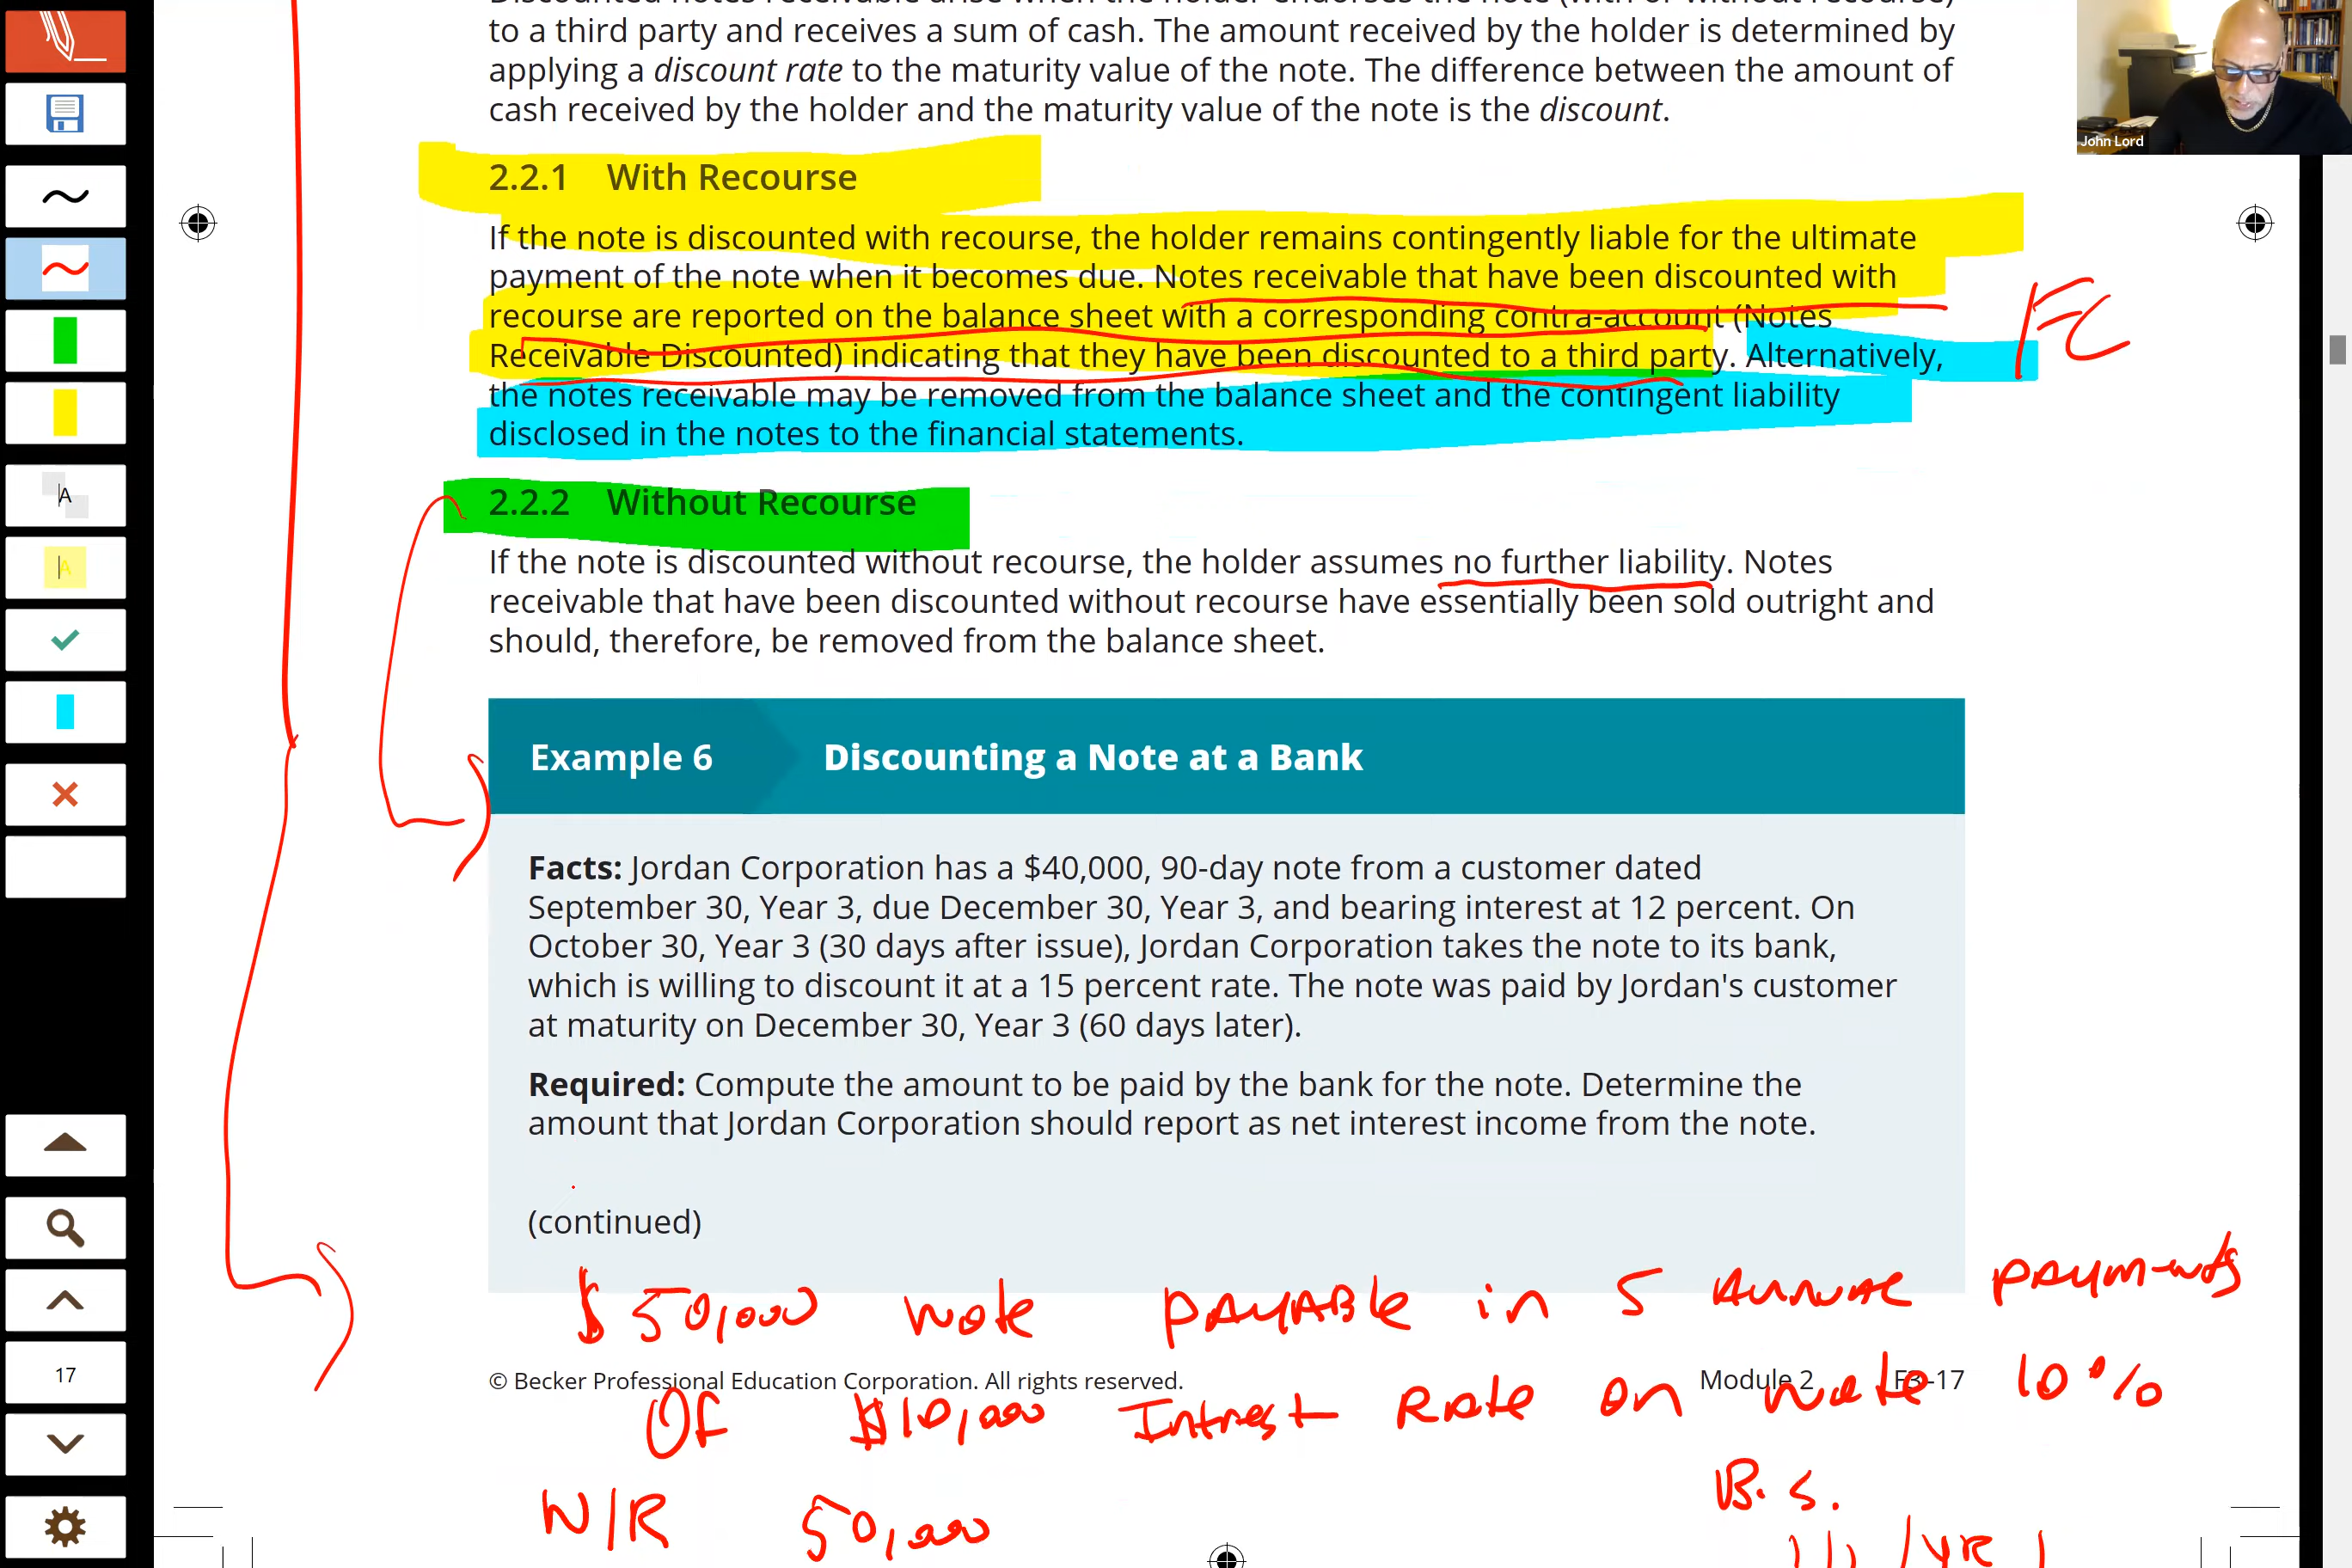 to a third party and receives a sum of cash. The amount received by the holder is determined by
applying a discount rate to the maturity value of the note. The difference between the amount of
cash received by the holder and the maturity value of the note is the discount.
John Lord
2.2.1 With Recourse
If the note is discounted with recourse, the holder remains contingently liable for the ultimate
payment of the note when it becomes due. Notes receivable that have been discounted with
recourse are reported on the balance sheet with a corresponding contra-account (Notes
Receivable Discounted) indicating that they have been discounted to a third party. Alternatively,
the notes receivable may be removed from the balance sheet and the contingent liability
disclosed in the notes to the financial statements.
FC
2.2.2 Without Recourse
If the note is discounted without recourse, the holder assumes no further liability. Notes
receivable that have been discounted without recourse have essentially been sold outright and
should, therefore, be removed from the balance sheet.
Example 6 Discounting a Note at a Bank
Facts: Jordan Corporation has a $40,000, 90-day note from a customer dated
September 30, Year 3, due December 30, Year 3, and bearing interest at 12 percent. On
October 30, Year 3 (30 days after issue), Jordan Corporation takes the note to its bank,
which is willing to discount it at a 15 percent rate. The note was paid by Jordan's customer
at maturity on December 30, Year 3 (60 days later).
Required: Compute the amount to be paid by the bank for the note. Determine the
amount that Jordan Corporation should report as net interest income from the note.
(continued)
$50,000 note payable in 5 Annual payments
© Becker Professional Education Corporation. All rights reserved. Module 2 F3-17
Of $10,000 Intrest Rate on note 10%
B.S.
N/R 50,000
1/1/YR 1
A
A
17